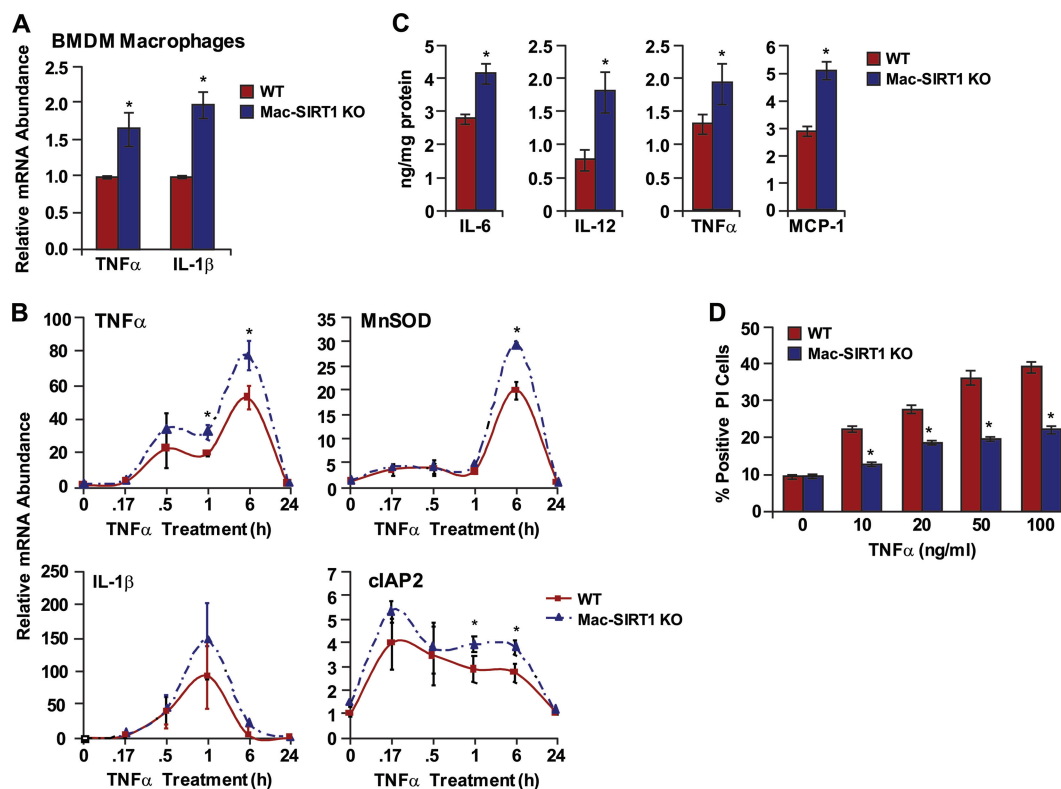 A
BMDM Macrophages
Relative mRNA Abundance
2.5
2.0
1.5
1.0
0.5
0.0
*
*
TNFα
IL-1β
WT
Mac-SIRT1 KO
C
ng/mg protein
5
4
3
2
1
0
*
IL-6
2.5
2.0
1.5
1.0
0.5
0
*
IL-12
2.5
2.0
1.5
1.0
0.5
0
*
TNFα
6
5
4
3
2
1
0
*
MCP-1
WT
Mac-SIRT1 KO
B
Relative mRNA Abundance
TNFα
100
80
60
40
20
0
*
*
0 .17 .5 1 6 24
TNFα Treatment (h)
MnSOD
35
30
25
20
15
10
5
0
*
0 .17 .5 1 6 24
TNFα Treatment (h)
IL-1β
250
200
150
100
50
0
0 .17 .5 1 6 24
TNFα Treatment (h)
cIAP2
7
6
5
4
3
2
1
0
*
*
0 .17 .5 1 6 24
TNFα Treatment (h)
WT
Mac-SIRT1 KO
D
% Positive PI Cells
50
40
30
20
10
0
WT
Mac-SIRT1 KO
*
*
*
*
0 10 20 50 100
TNFα (ng/ml)